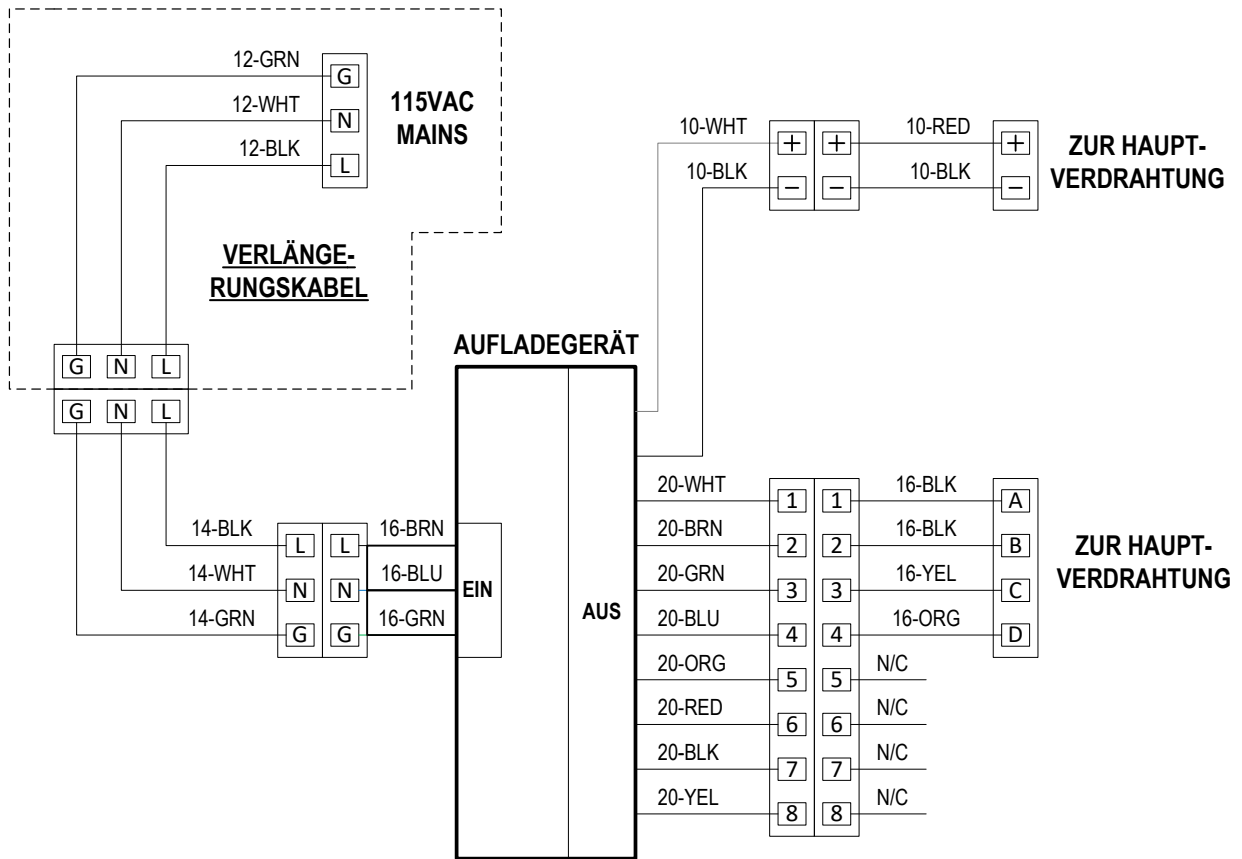 12-GRN
G
12-WHT
N
12-BLK
L
115VAC
MAINS
VERLÄNGE-
RUNGSKABEL
G N L
G N L
14-BLK
L L
16-BRN
14-WHT
N N
16-BLU
14-GRN
G G
16-GRN
AUFLADEGERÄT
EIN
AUS
10-WHT
+ +
10-RED
+
10-BLK
− −
10-BLK
−
ZUR HAUPT-
VERDRAHTUNG
20-WHT
1 1
16-BLK
A
20-BRN
2 2
16-BLK
B
20-GRN
3 3
16-YEL
C
20-BLU
4 4
16-ORG
D
ZUR HAUPT-
VERDRAHTUNG
20-ORG
5 5
N/C
20-RED
6 6
N/C
20-BLK
7 7
N/C
20-YEL
8 8
N/C